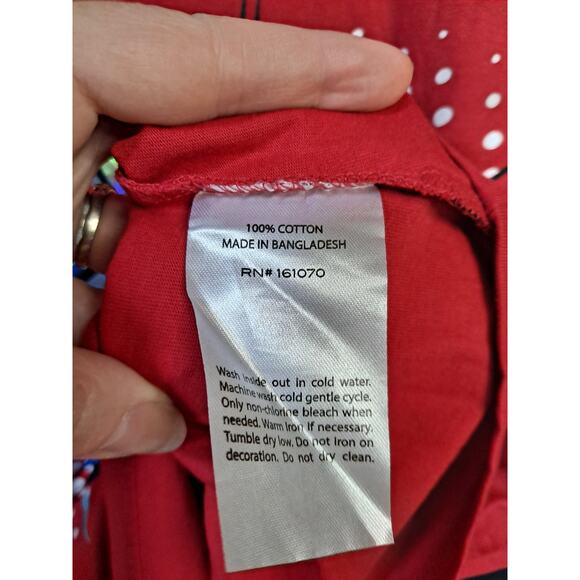 100% COTTON
MADE IN BANGLADESH
RN# 161070
Wash inside out in cold water.
Machine wash cold gentle cycle.
Only non-chlorine bleach when
needed. Warm Iron If necessary.
Tumble dry low. Do not Iron on
decoration. Do not dry clean.